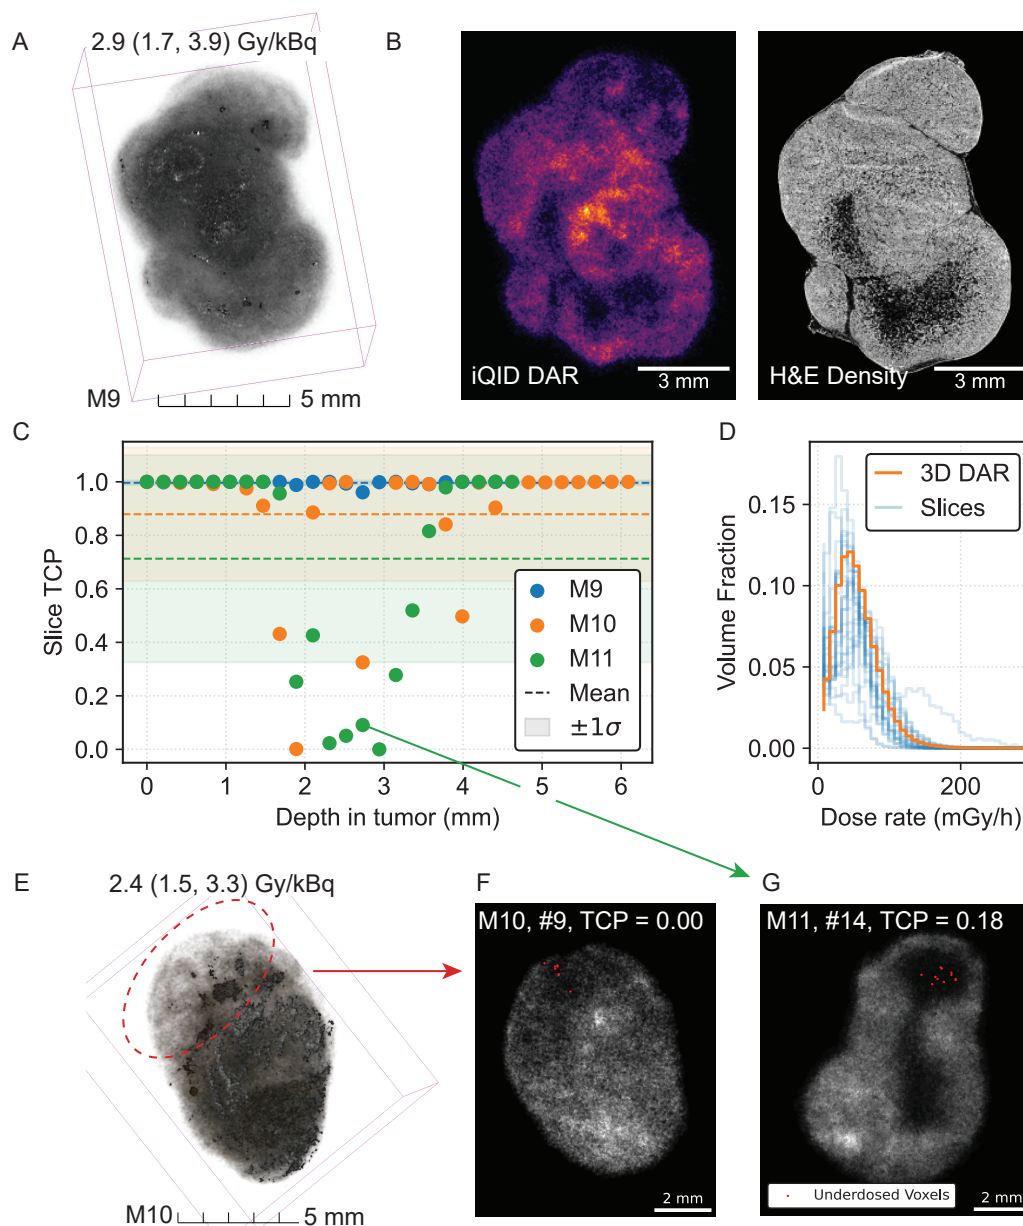 A
2.9 (1.7, 3.9) Gy/kBq
M9
5 mm
B
iQID DAR
3 mm
H&E Density
3 mm
C
Slice TCP
1.0
0.8
0.6
0.4
0.2
0.0
0 1 2 3 4 5 6
Depth in tumor (mm)
M9
M10
M11
Mean
±1σ
D
Volume Fraction
0.15
0.10
0.05
0.00
0 200
Dose rate (mGy/h)
3D DAR
Slices
E
2.4 (1.5, 3.3) Gy/kBq
M10
5 mm
F
M10, #9, TCP = 0.00
2 mm
G
M11, #14, TCP = 0.18
Underdosed Voxels
2 mm